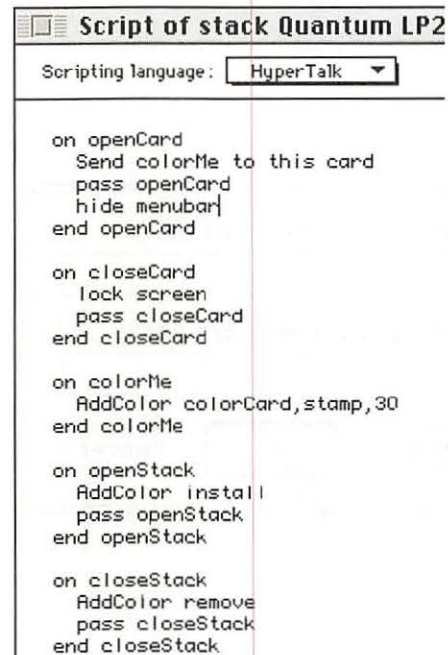 Script of stack Quantum LP2
Scripting language: HyperTalk
on openCard
Send colorMe to this card
pass openCard
hide menubar
end openCard
on closeCard
lock screen
pass closeCard
end closeCard
on colorMe
AddColor colorCard,stamp,30
end colorMe
on openStack
AddColor install
pass openStack
end openStack
on closeStack
AddColor remove
pass closeStack
end closeStack